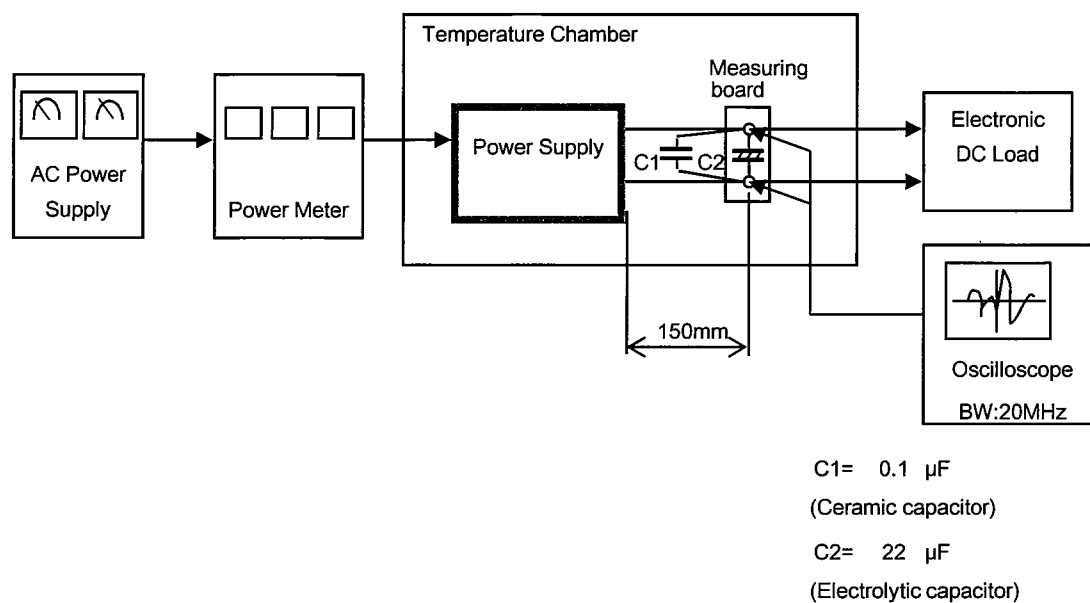 Temperature Chamber
Measuring
board
AC Power
Supply
Power Meter
Power Supply
C1
C2
Electronic
DC Load
150mm
Oscilloscope
BW:20MHz
C1= 0.1 μF
(Ceramic capacitor)
C2= 22 μF
(Electrolytic capacitor)